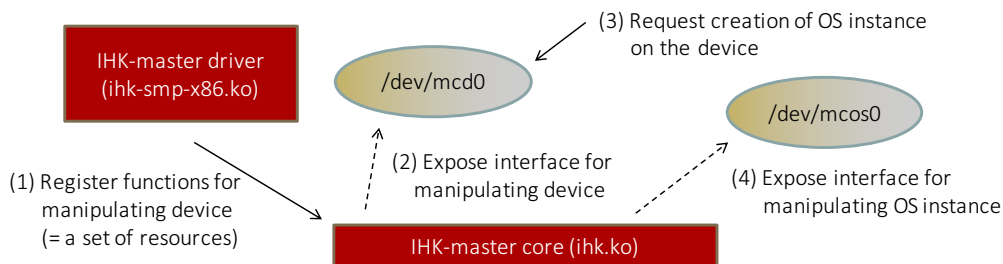 IHK-master driver
(ihk-smp-x86.ko)
/dev/mcd0
(3) Request creation of OS instance
on the device
/dev/mcos0
(1) Register functions for
manipulating device
(= a set of resources)
(2) Expose interface for
manipulating device
(4) Expose interface for
manipulating OS instance
IHK-master core (ihk.ko)